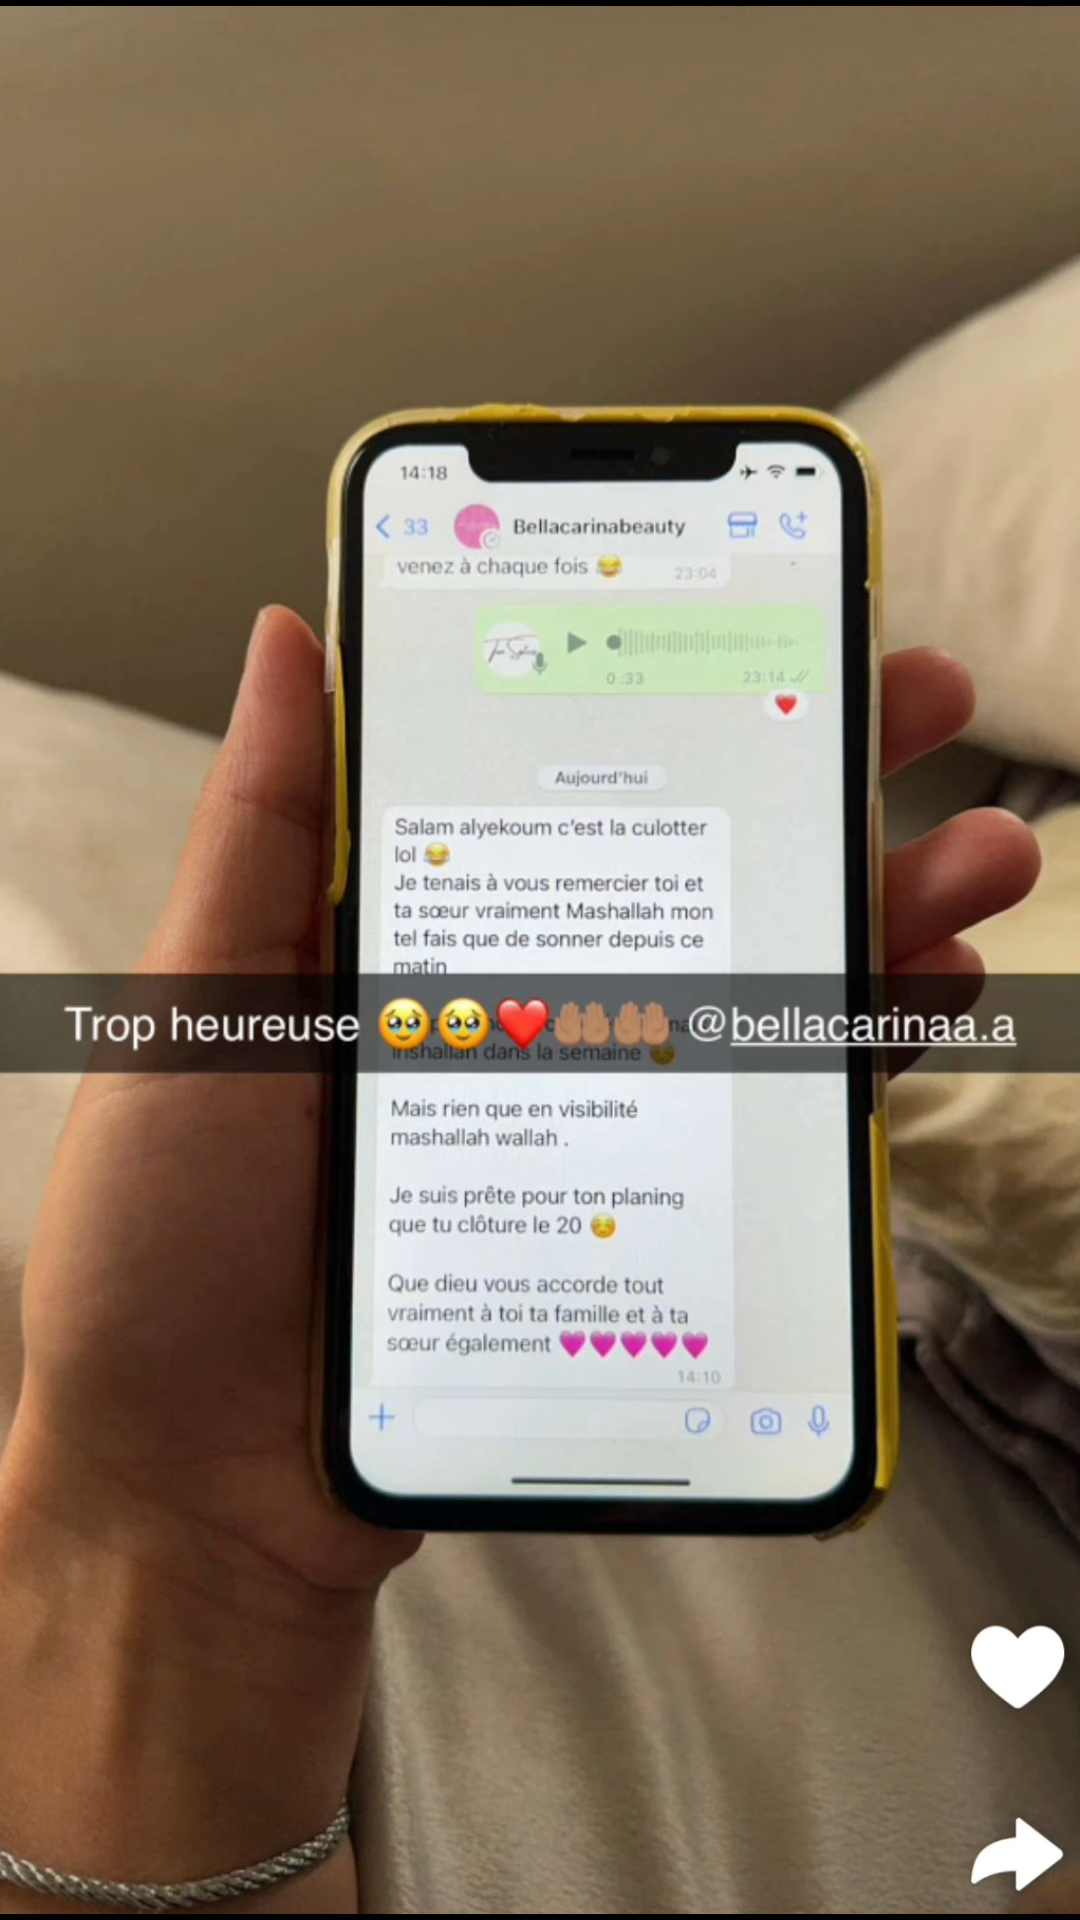 14:18
33
Bellacarinabeauty
venez à chaque fois 😂
23:04
0:33
23:14
❤️
Aujourd'hui
Salam alyekoum c'est la culotter
lol 😂
Je tenais à vous remercier toi et
ta sœur vraiment Mashallah mon
tel fais que de sonner depuis ce
matin
Trop heureuse 🥹🥹❤️🤲🏽🤲🏽 @bellacarinaa.a
inshallah dans la semaine ☺️
Mais rien que en visibilité
mashallah wallah .
Je suis prête pour ton planing
que tu clôture le 20 ☺️
Que dieu vous accorde tout
vraiment à toi ta famille et à ta
sœur également 💗💗💗💗💗
14:10